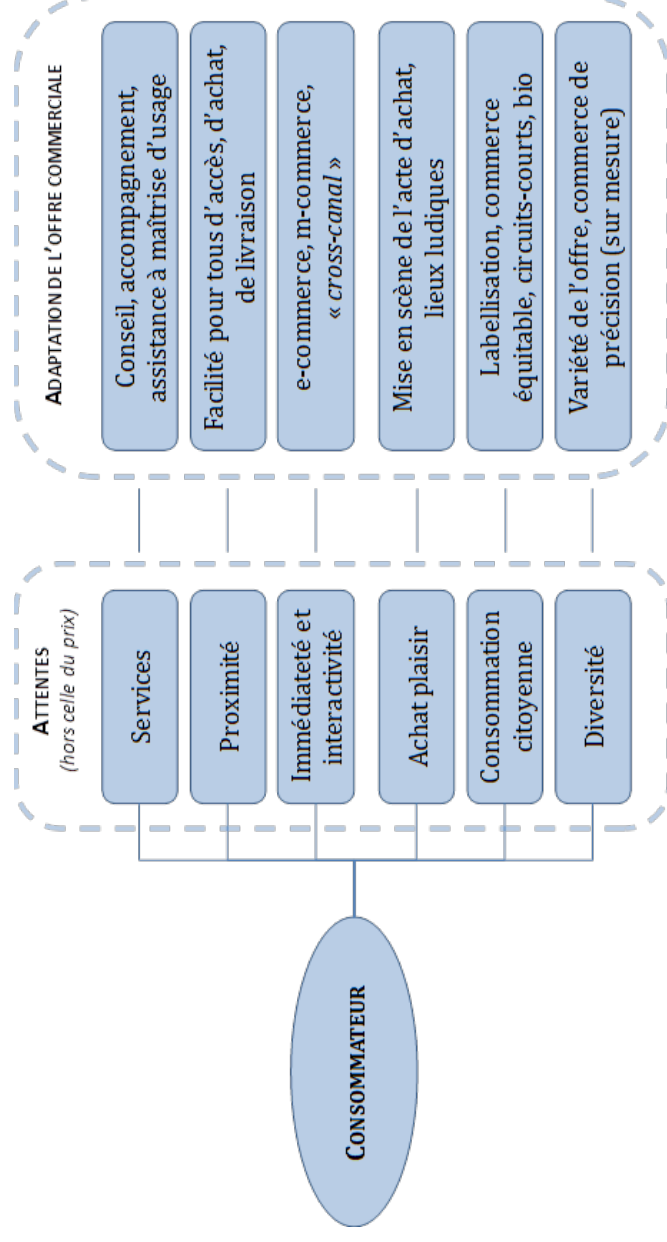 CONSOMMATEUR
ATTENTES
(hors celle du prix)
Services
Proximité
Immédiateté et
interactivité
Achat plaisir
Consommation
citoyenne
Diversité
ADAPTATION DE L’OFFRE COMMERCIALE
Conseil, accompagnement,
assistance à maîtrise d’usage
Facilité pour tous d’accès, d’achat,
de livraison
e-commerce, m-commerce,
« cross-canal »
Mise en scène de l’acte d’achat,
lieux ludiques
Labellisation, commerce
équitable, circuits-courts, bio
Variété de l’offre, commerce de
précision (sur mesure)